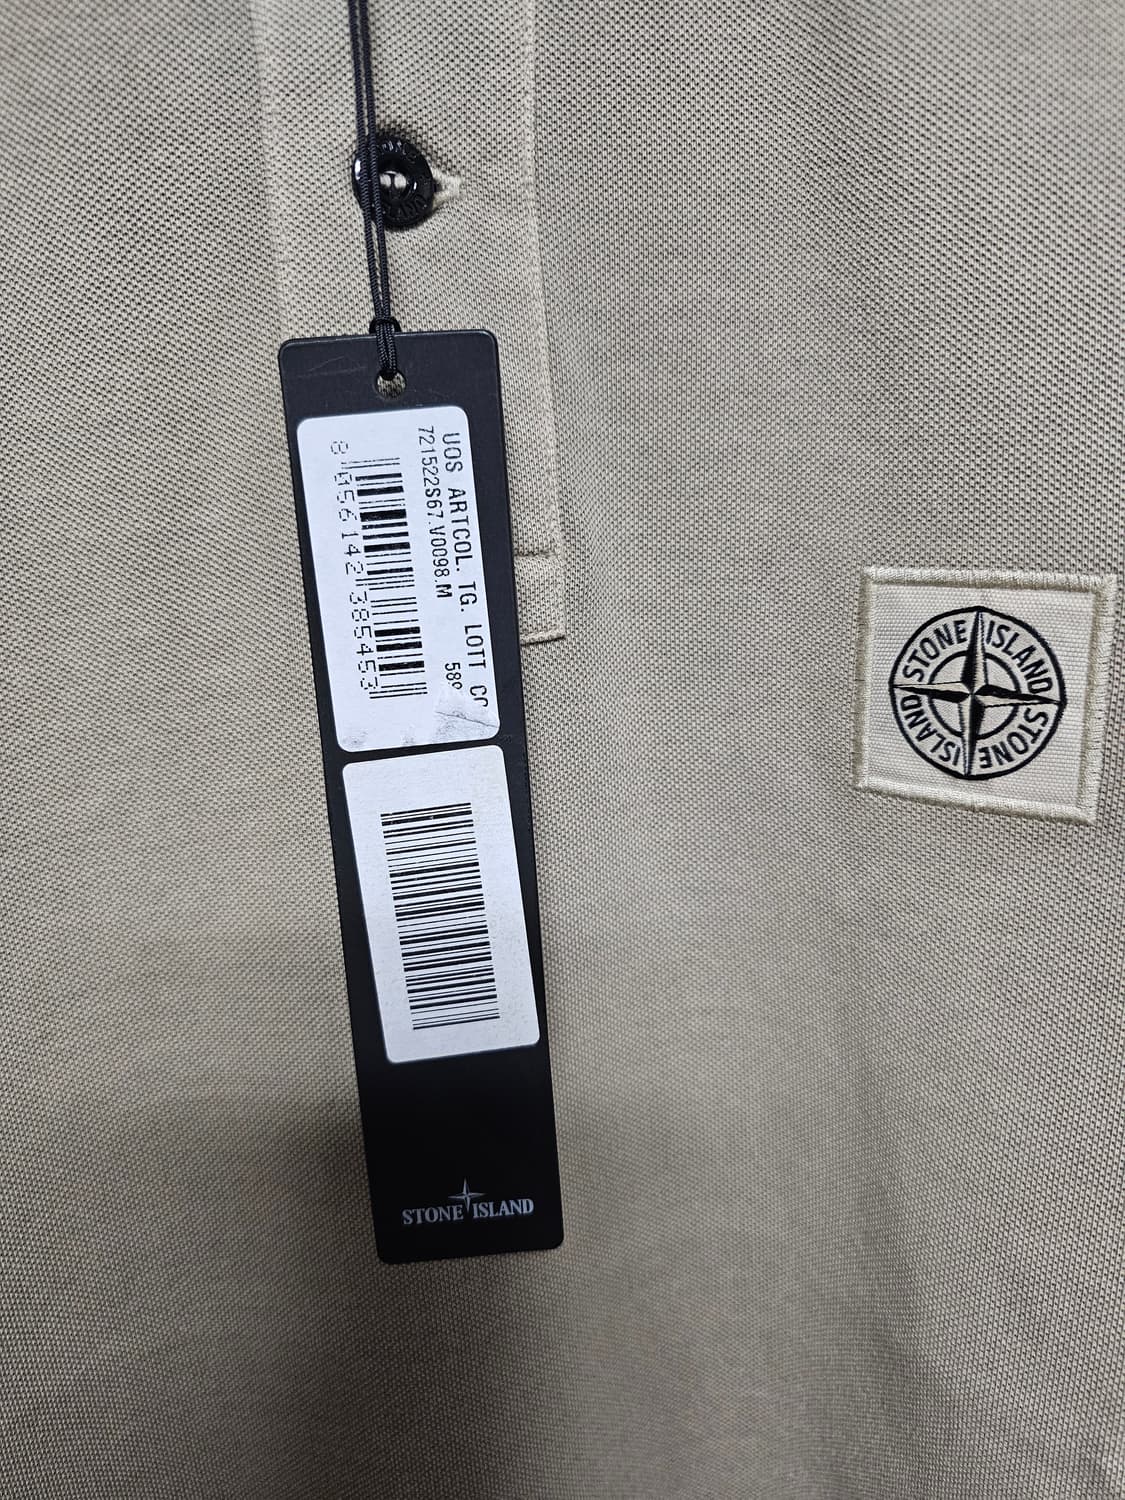 UOS ARTCOL. TG. LOTT
721522S67.V0098.M
8 056142 385453
STONE ISLAND
STONE ISLAND
STONE ISLAND